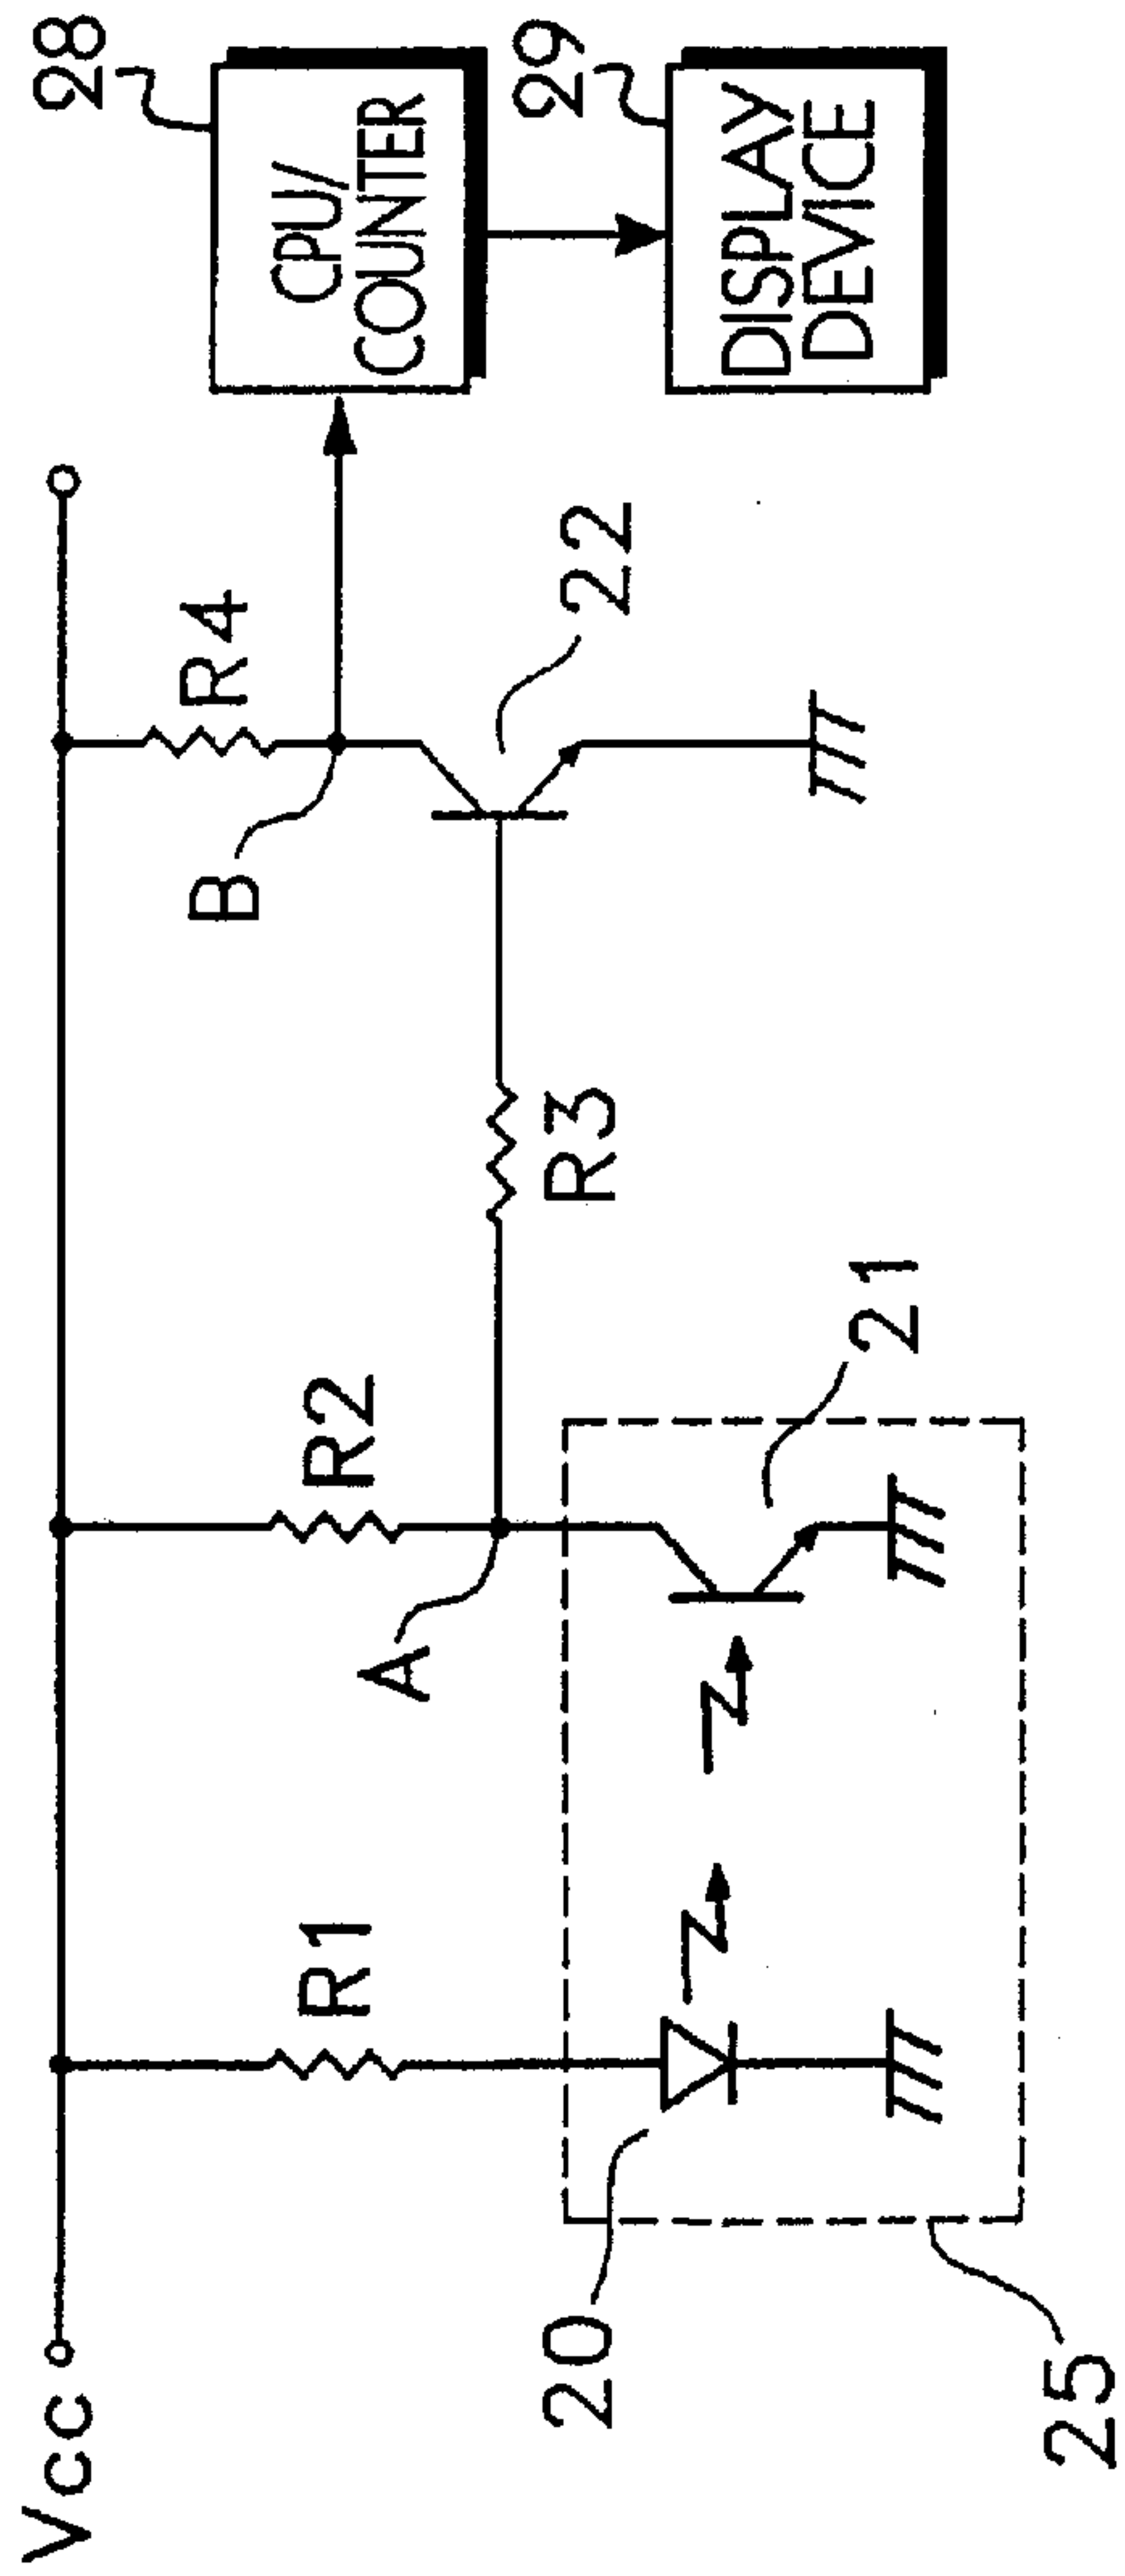 Vcc
R1
R2
R3
R4
A
B
20
21
22
25
28
CPU/
COUNTER
29
DISPLAY
DEVICE